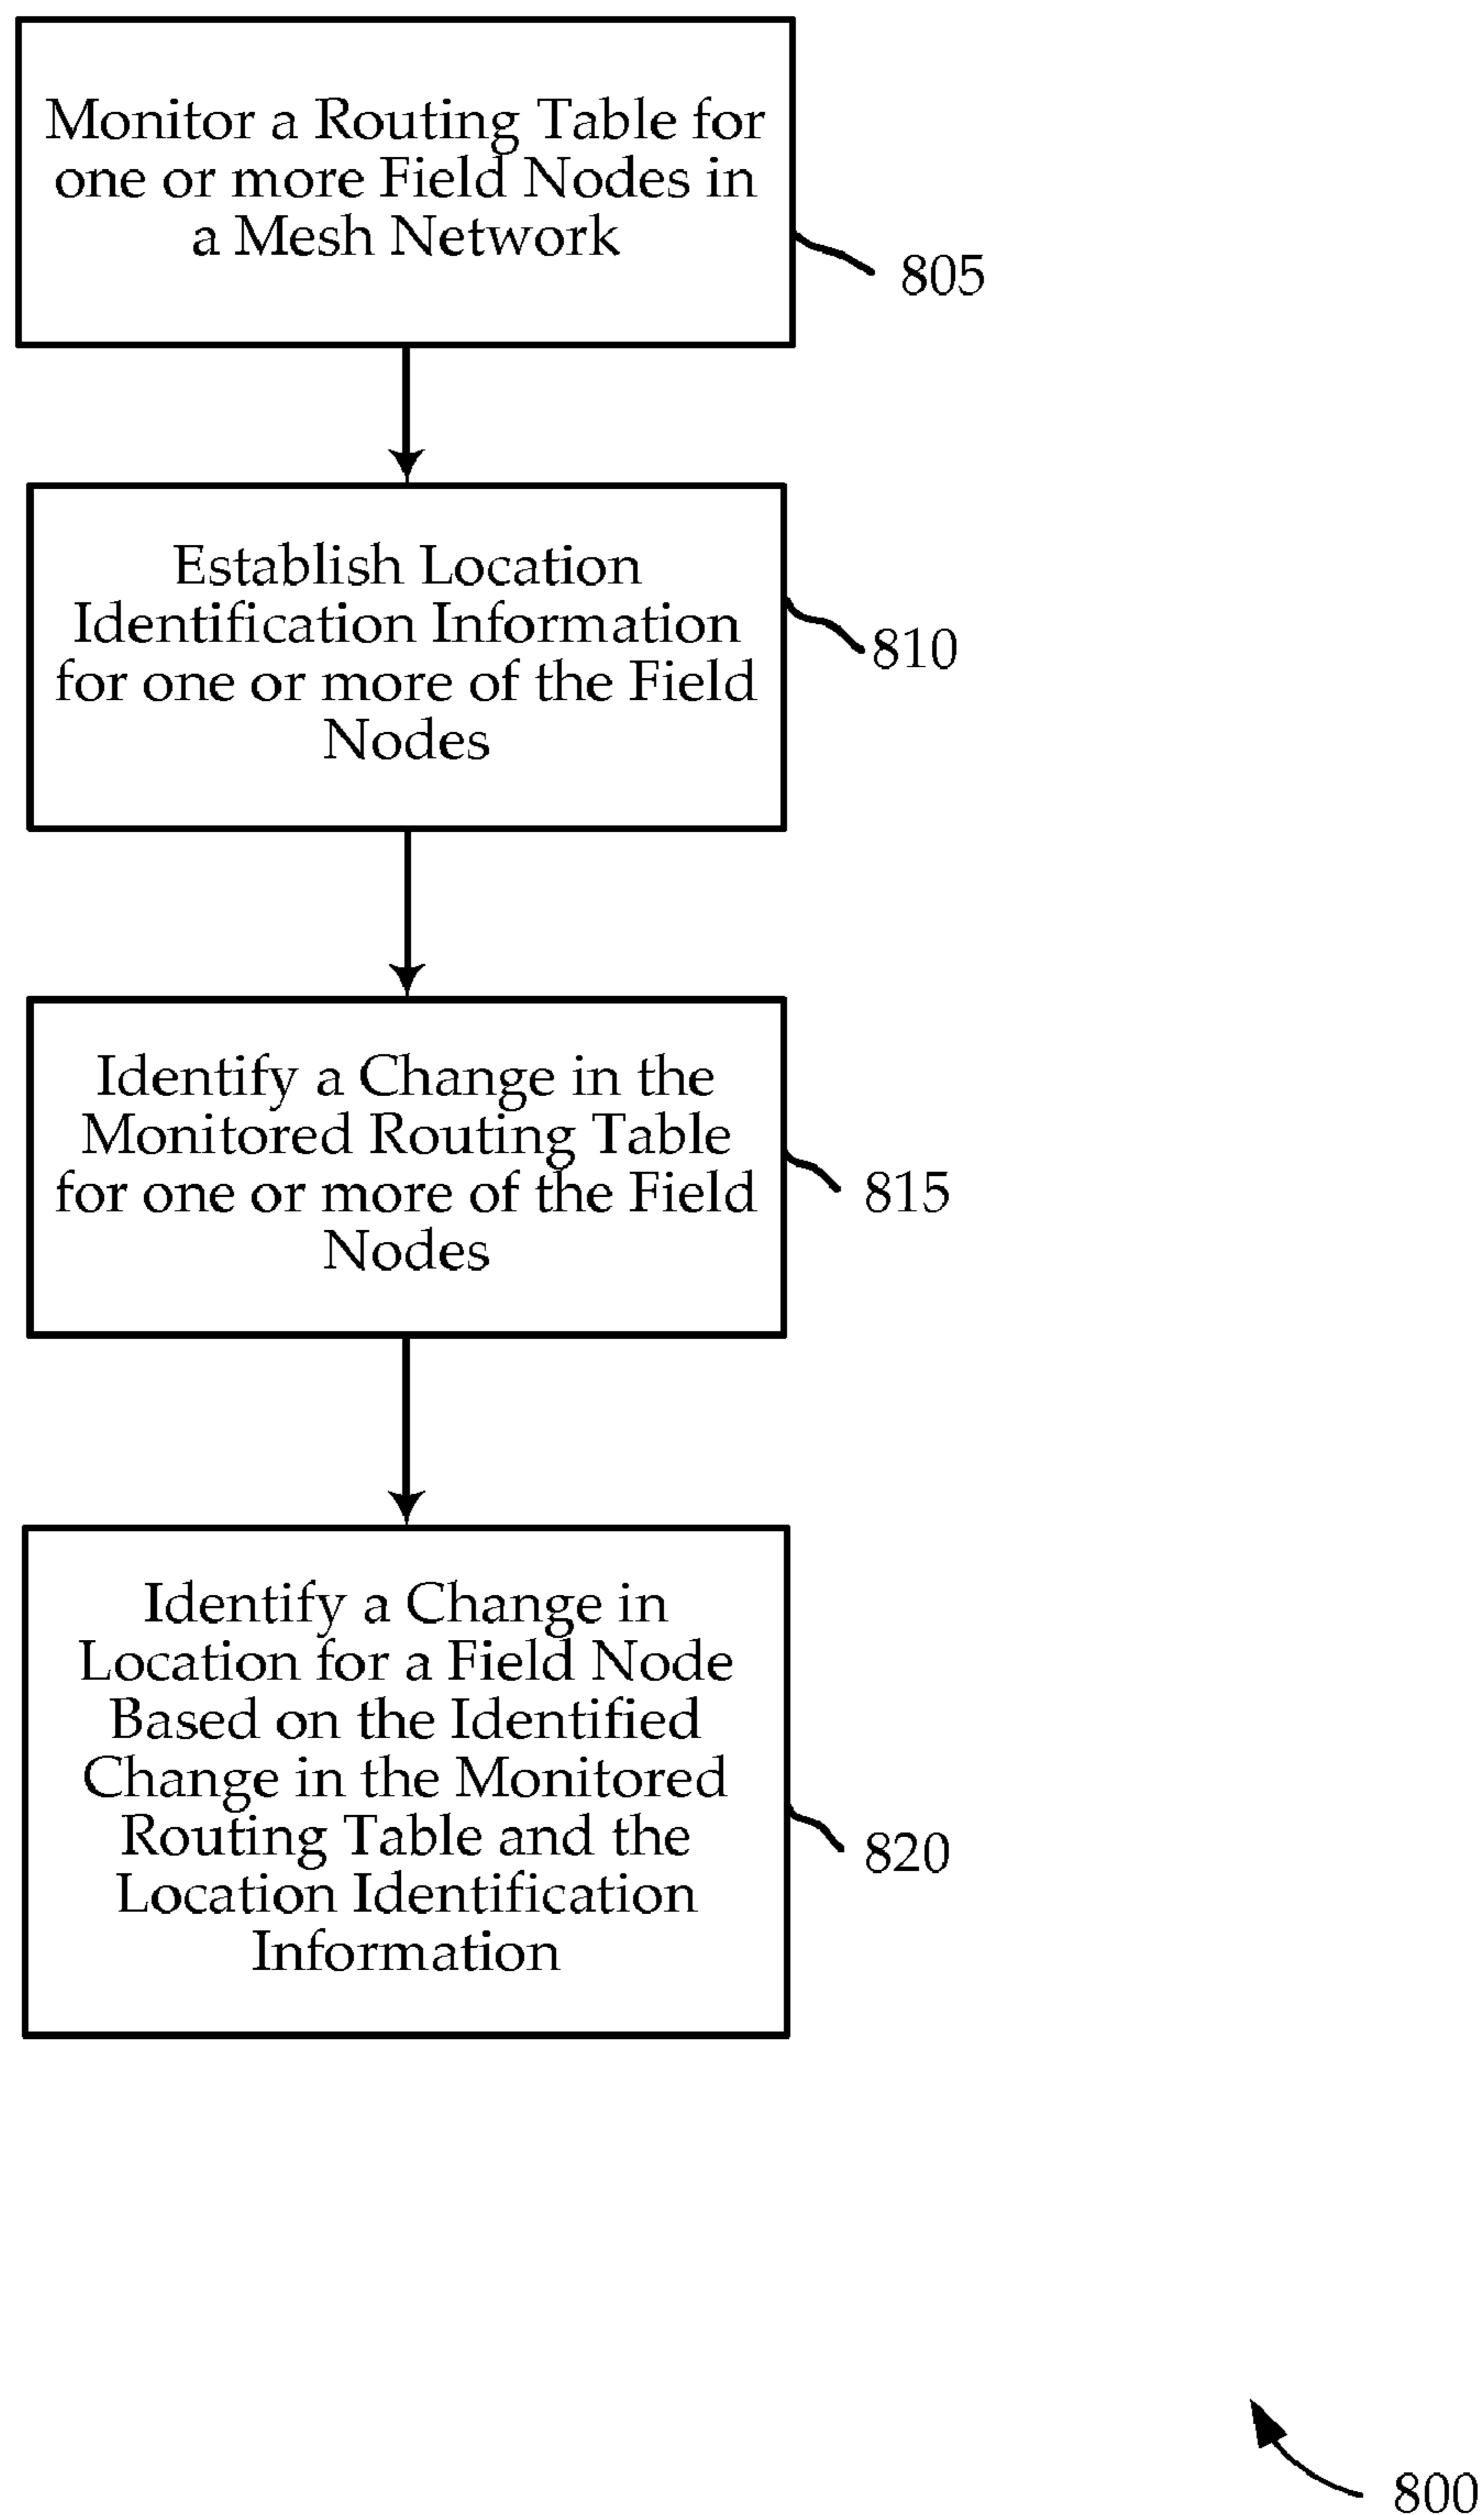 Monitor a Routing Table for
one or more Field Nodes in
a Mesh Network
805
Establish Location
Identification Information
for one or more of the Field
Nodes
810
Identify a Change in the
Monitored Routing Table
for one or more of the Field
Nodes
815
Identify a Change in
Location for a Field Node
Based on the Identified
Change in the Monitored
Routing Table and the
Location Identification
Information
820
800